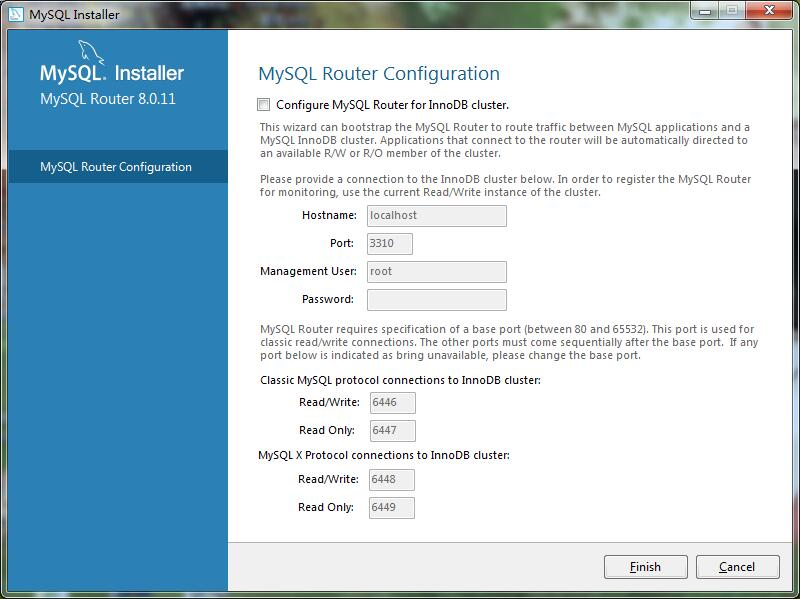 MySQL Installer
MySQL. Installer
MySQL Router 8.0.11
MySQL Router Configuration
MySQL Router Configuration
Configure MySQL Router for InnoDB cluster.
This wizard can bootstrap the MySQL Router to route traffic between MySQL applications and a
MySQL InnoDB cluster. Applications that connect to the router will be automatically directed to
an available R/W or R/O member of the cluster.
Please provide a connection to the InnoDB cluster below. In order to register the MySQL Router
for monitoring, use the current Read/Write instance of the cluster.
Hostname: localhost
Port: 3310
Management User: root
Password:
MySQL Router requires specification of a base port (between 80 and 65532). This port is used for
classic read/write connections. The other ports must come sequentially after the base port. If any
port below is indicated as bring unavailable, please change the base port.
Classic MySQL protocol connections to InnoDB cluster:
Read/Write: 6446
Read Only: 6447
MySQL X Protocol connections to InnoDB cluster:
Read/Write: 6448
Read Only: 6449
Finish Cancel